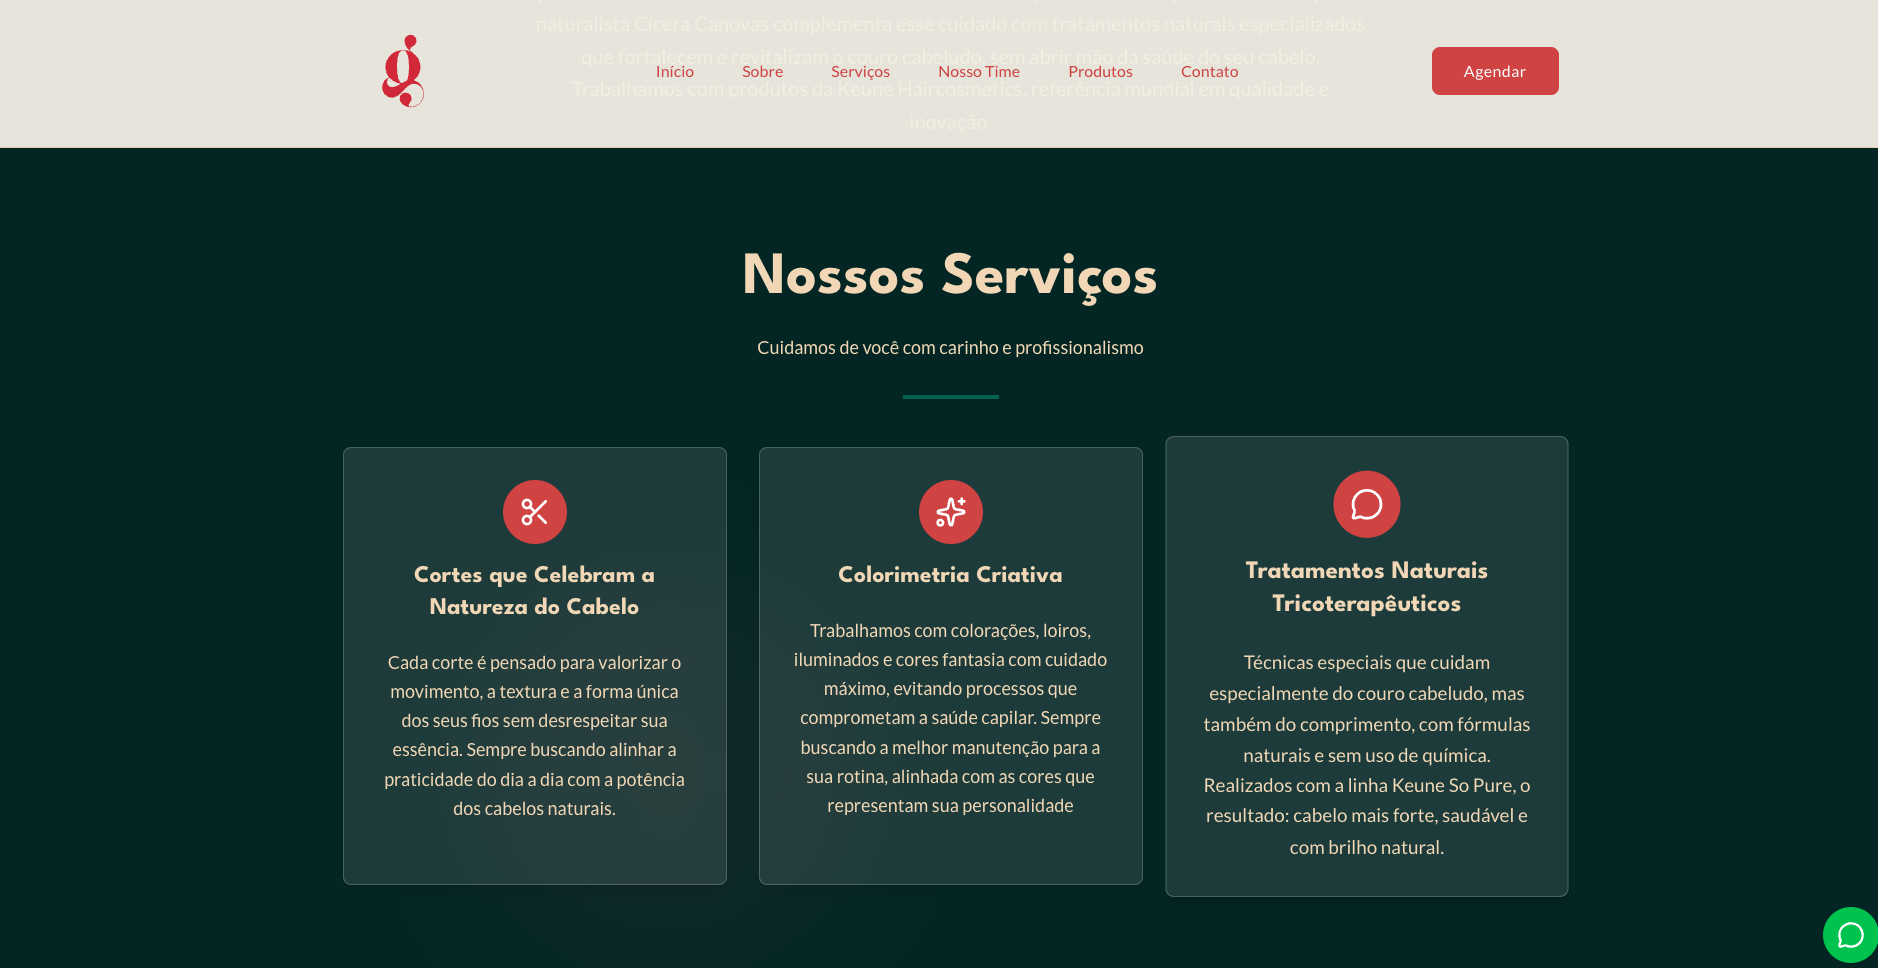 naturalista Cícera Canovas complementa esse cuidado com tratamentos naturais especializados
que fortalecem e revitalizam o couro cabeludo, sem abrir mão da saúde do seu cabelo.
g
Início Sobre Serviços Nosso Time Produtos Contato
Agendar
Trabalhamos com produtos da Keune Haircosmetics, referência mundial em qualidade e
inovação.
Nossos Serviços
Cuidamos de você com carinho e profissionalismo
Cortes que Celebram a
Natureza do Cabelo
Cada corte é pensado para valorizar o
movimento, a textura e a forma única
dos seus fios sem desrespeitar sua
essência. Sempre buscando alinhar a
praticidade do dia a dia com a potência
dos cabelos naturais.
Colorimetria Criativa
Trabalhamos com colorações, loiros,
iluminados e cores fantasia com cuidado
máximo, evitando processos que
comprometam a saúde capilar. Sempre
buscando a melhor manutenção para a
sua rotina, alinhada com as cores que
representam sua personalidade
Tratamentos Naturais
Tricoterapêuticos
Técnicas especiais que cuidam
especialmente do couro cabeludo, mas
também do comprimento, com fórmulas
naturais e sem uso de química.
Realizados com a linha Keune So Pure, o
resultado: cabelo mais forte, saudável e
com brilho natural.